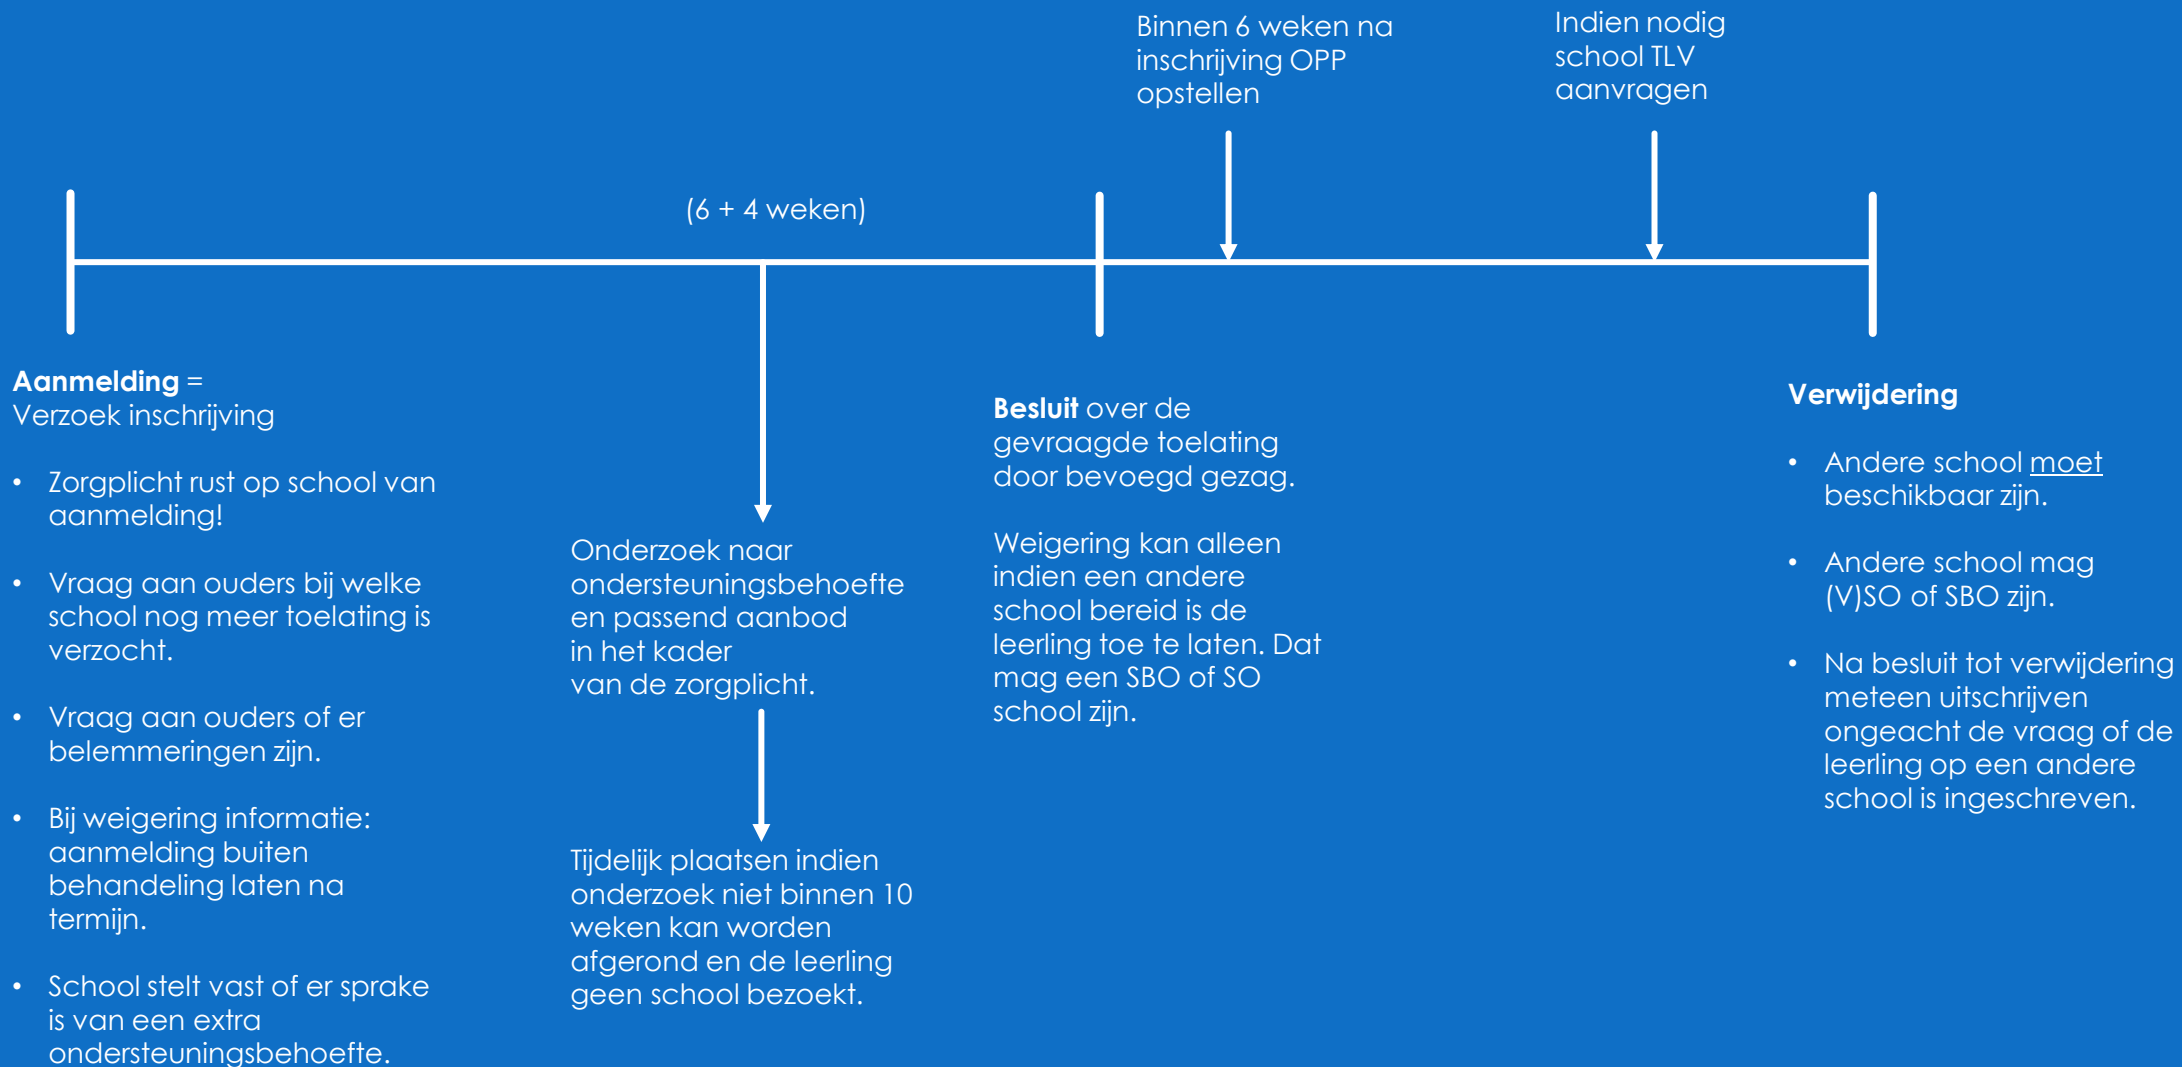 Binnen 6 weken na
inschrijving OPP
opstellen
Indien nodig
school TLV
aanvragen
(6 + 4 weken)
Aanmelding =
Verzoek inschrijving
• Zorgplicht rust op school van
aanmelding!
• Vraag aan ouders bij welke
school nog meer toelating is
verzocht.
• Vraag aan ouders of er
belemmeringen zijn.
• Bij weigering informatie:
aanmelding buiten
behandeling laten na
termijn.
• School stelt vast of er sprake
is van een extra
ondersteuningsbehoefte.
Onderzoek naar
ondersteuningsbehoefte
en passend aanbod
in het kader
van de zorgplicht.
Tijdelijk plaatsen indien
onderzoek niet binnen 10
weken kan worden
afgerond en de leerling
geen school bezoekt.
Besluit over de
gevraagde toelating
door bevoegd gezag.
Weigering kan alleen
indien een andere
school bereid is de
leerling toe te laten. Dat
mag een SBO of SO
school zijn.
Verwijdering
• Andere school moet
beschikbaar zijn.
• Andere school mag
(V)SO of SBO zijn.
• Na besluit tot verwijdering
meteen uitschrijven
ongeacht de vraag of de
leerling op een andere
school is ingeschreven.